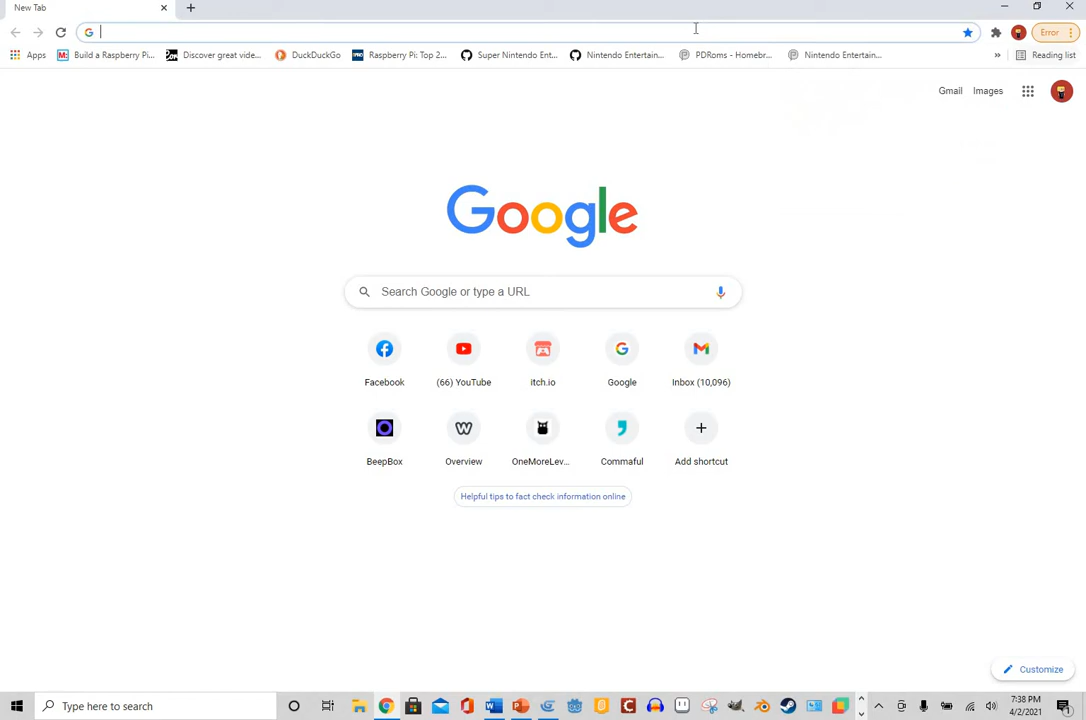 New Tab
Error
Apps
Build a Raspberry Pi...
Discover great vide...
DuckDuckGo
Raspberry Pi: Top 2...
Super Nintendo Ent...
Nintendo Entertain...
PDRoms - Homebr...
Nintendo Entertain...
»
Reading list
Gmail
Images
Google
Search Google or type a URL
Facebook
(66) YouTube
itch.io
Google
Inbox (10,096)
BeepBox
Overview
OneMoreLev...
Commaful
Add shortcut
Helpful tips to fact check information online
Customize
Type here to search
7:38 PM
4/2/2021